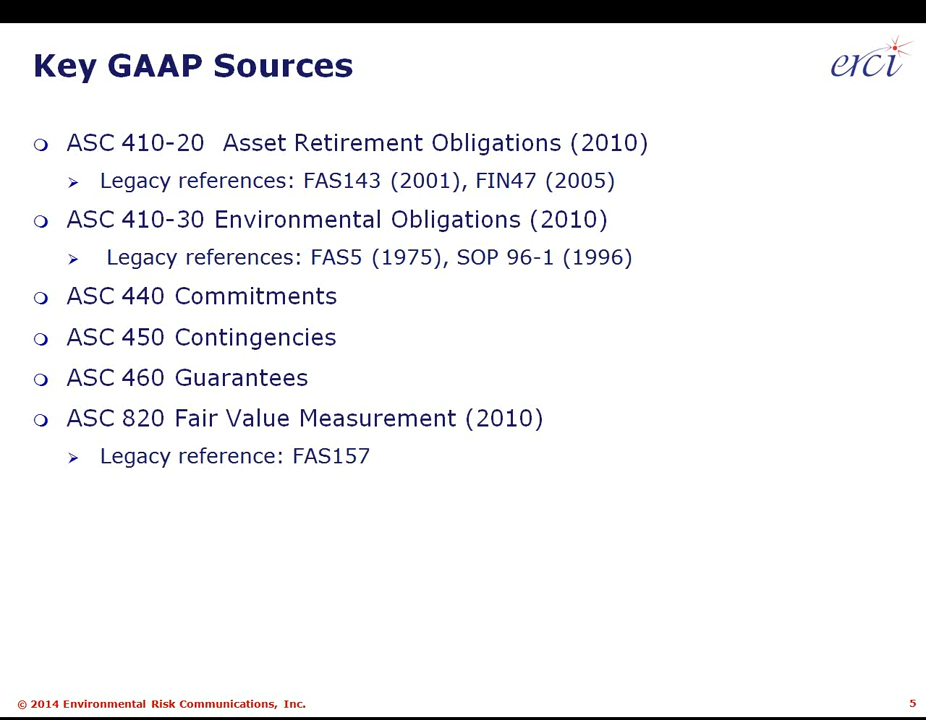 Key GAAP Sources
erci
ASC 410-20 Asset Retirement Obligations (2010)
Legacy references: FAS143 (2001), FIN47 (2005)
ASC 410-30 Environmental Obligations (2010)
Legacy references: FAS5 (1975), SOP 96-1 (1996)
ASC 440 Commitments
ASC 450 Contingencies
ASC 460 Guarantees
ASC 820 Fair Value Measurement (2010)
Legacy reference: FAS157
© 2014 Environmental Risk Communications, Inc.
5